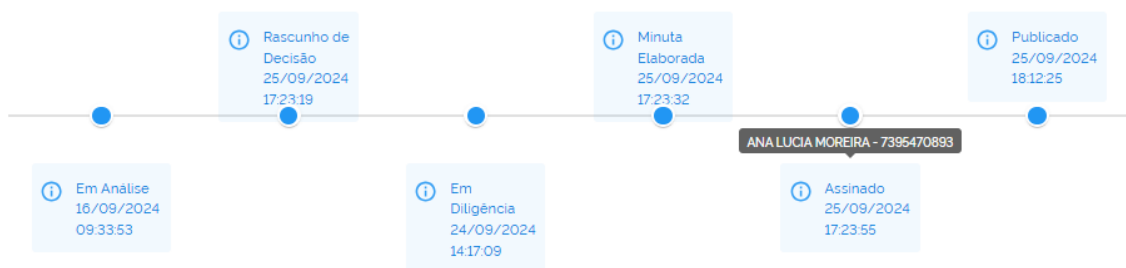 Rascunho de
Decisão
25/09/2024
17:23:19
Minuta
Elaborada
25/09/2024
17:23:32
Publicado
25/09/2024
18:12:25
ANA LUCIA MOREIRA - 7395470893
Em Análise
16/09/2024
09:33:53
Em
Diligência
24/09/2024
14:17:09
Assinado
25/09/2024
17:23:55